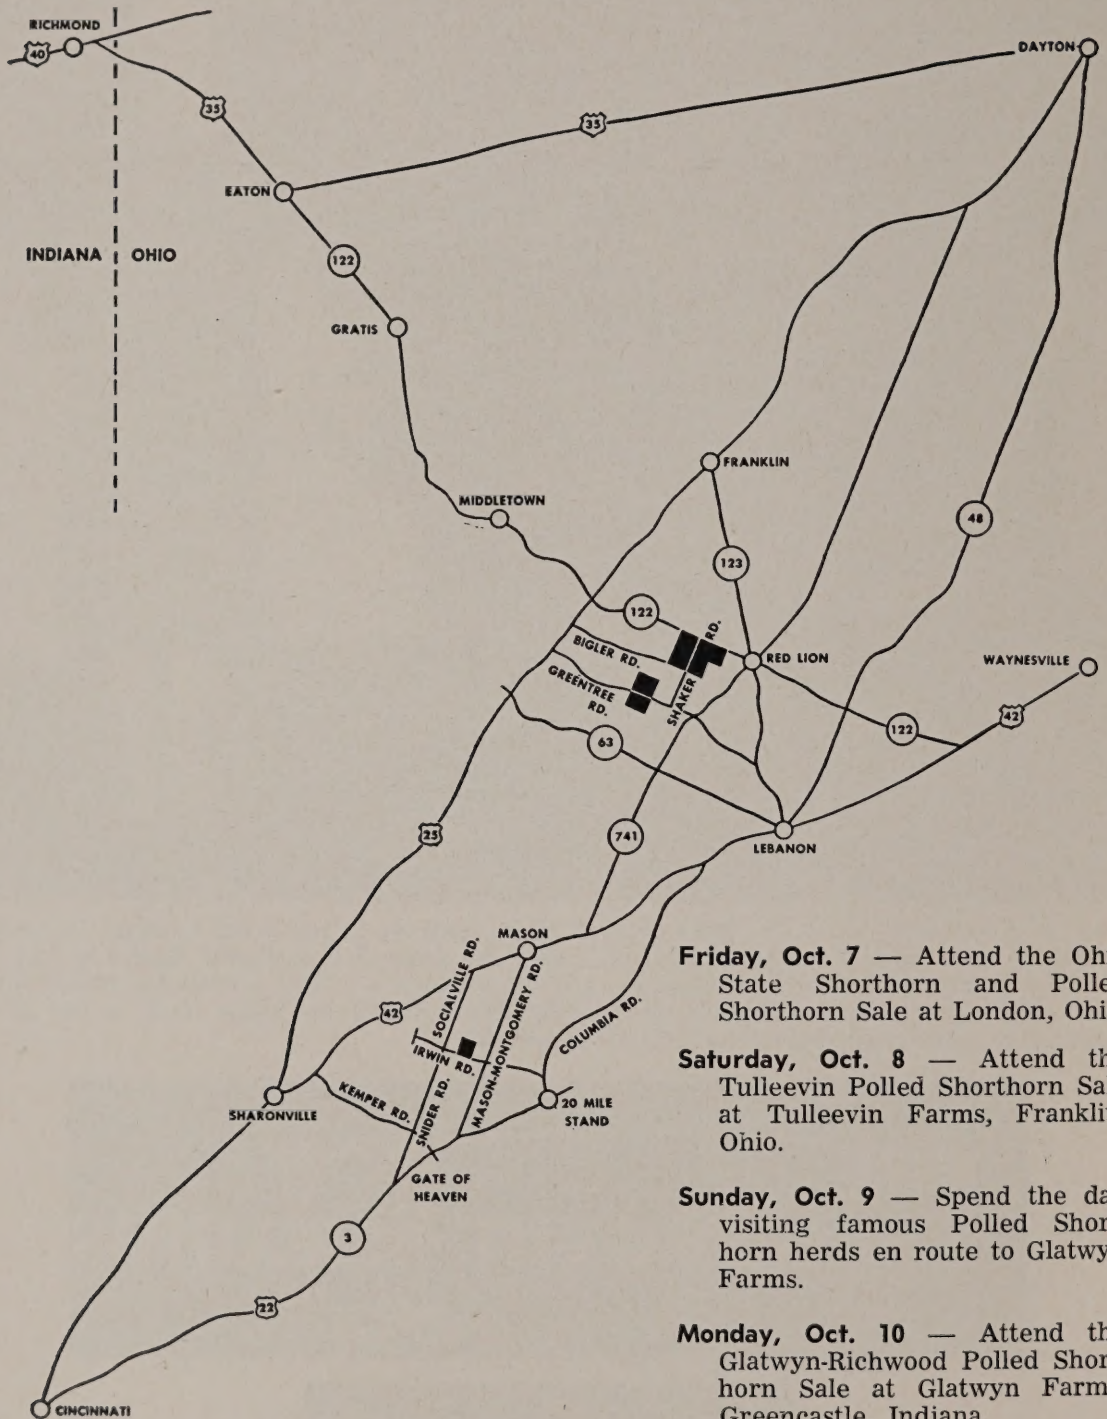 RICHMOND
40
35
DAYTON
35
EATON
INDIANA OHIO
122
GRATIS
FRANKLIN
MIDDLETOWN
48
123
122
BIGLER RD.
SHAKER RD.
RED LION
WAYNESVILLE
GREENTREE
RD.
42
122
63
25
741
LEBANON
MASON
SOCIALVILLE RD.
MASON-MONTGOMERY RD.
COLUMBIA RD.
42
IRWIN RD.
KEMPER RD.
SNIDER RD.
SHARONVILLE
20 MILE
STAND
GATE OF
HEAVEN
3
22
CINCINNATI
Friday, Oct. 7 — Attend the Oh
State Shorthorn and Polle
Shorthorn Sale at London, Ohi
Saturday, Oct. 8 — Attend th
Tulleevin Polled Shorthorn Sa
at Tulleevin Farms, Frankli
Ohio.
Sunday, Oct. 9 — Spend the da
visiting famous Polled Shor
horn herds en route to Glatwy
Farms.
Monday, Oct. 10 — Attend th
Glatwyn-Richwood Polled Shor
horn Sale at Glatwyn Farm
Greencastle, Indiana